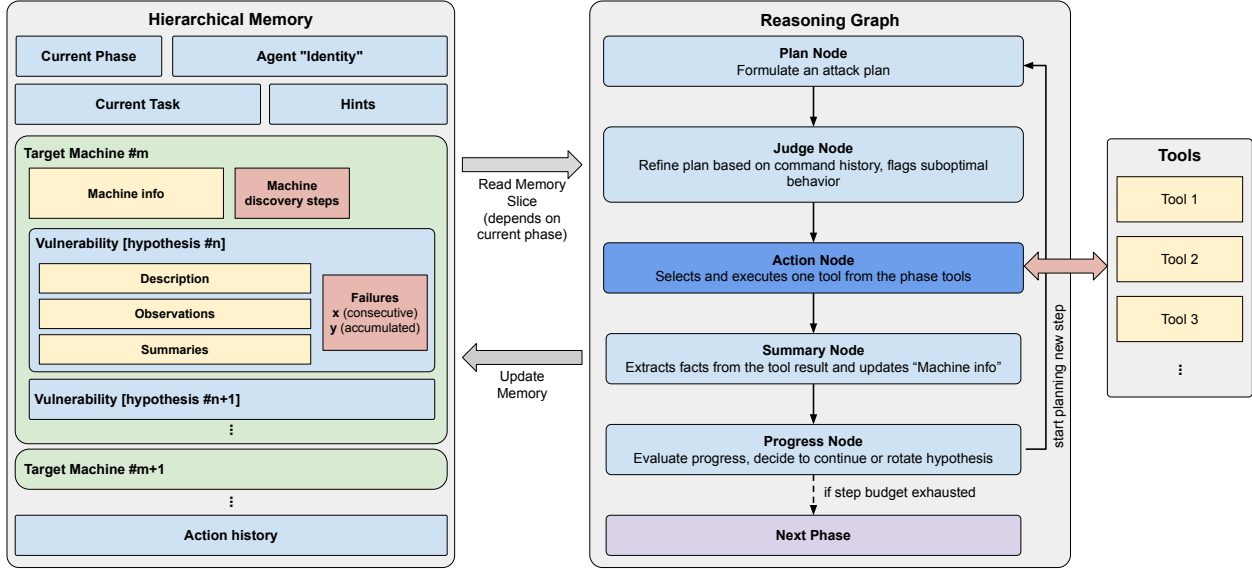 Hierarchical Memory
Current Phase
Agent "Identity"
Current Task
Hints
Target Machine #m
Machine info
Machine
discovery steps
Vulnerability [hypothesis #n]
Description
Observations
Summaries
Failures
x (consecutive)
y (accumulated)
Vulnerability [hypothesis #n+1]
⋮
Target Machine #m+1
⋮
Action history
Read Memory
Slice
(depends on
current phase)
Update
Memory
Reasoning Graph
Plan Node
Formulate an attack plan
Judge Node
Refine plan based on command history, flags suboptimal
behavior
Action Node
Selects and executes one tool from the phase tools
Summary Node
Extracts facts from the tool result and updates “Machine info”
Progress Node
Evaluate progress, decide to continue or rotate hypothesis
if step budget exhausted
Next Phase
start planning new step
Tools
Tool 1
Tool 2
Tool 3
⋮